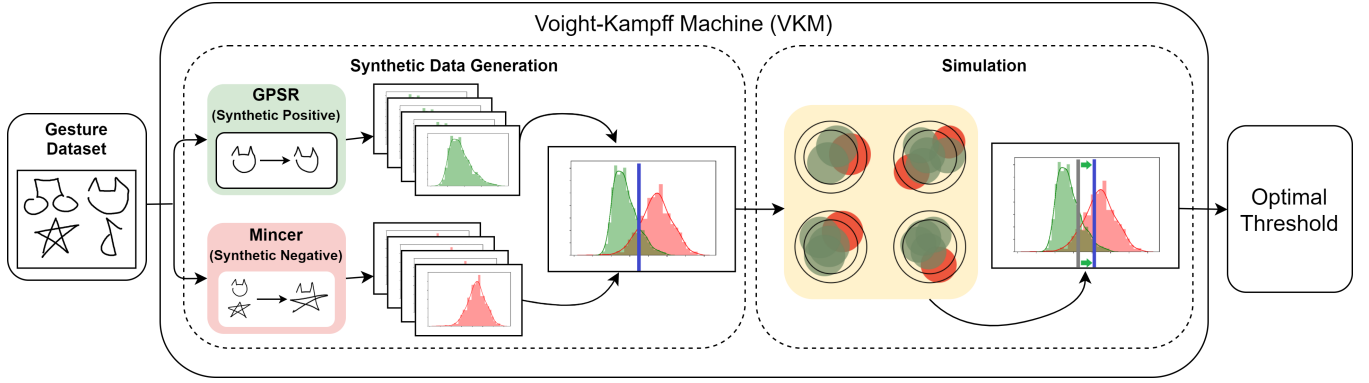 Voight-Kampff Machine (VKM)
Gesture
Dataset
Synthetic Data Generation
GPSR
(Synthetic Positive)
Mincer
(Synthetic Negative)
Simulation
Optimal
Threshold